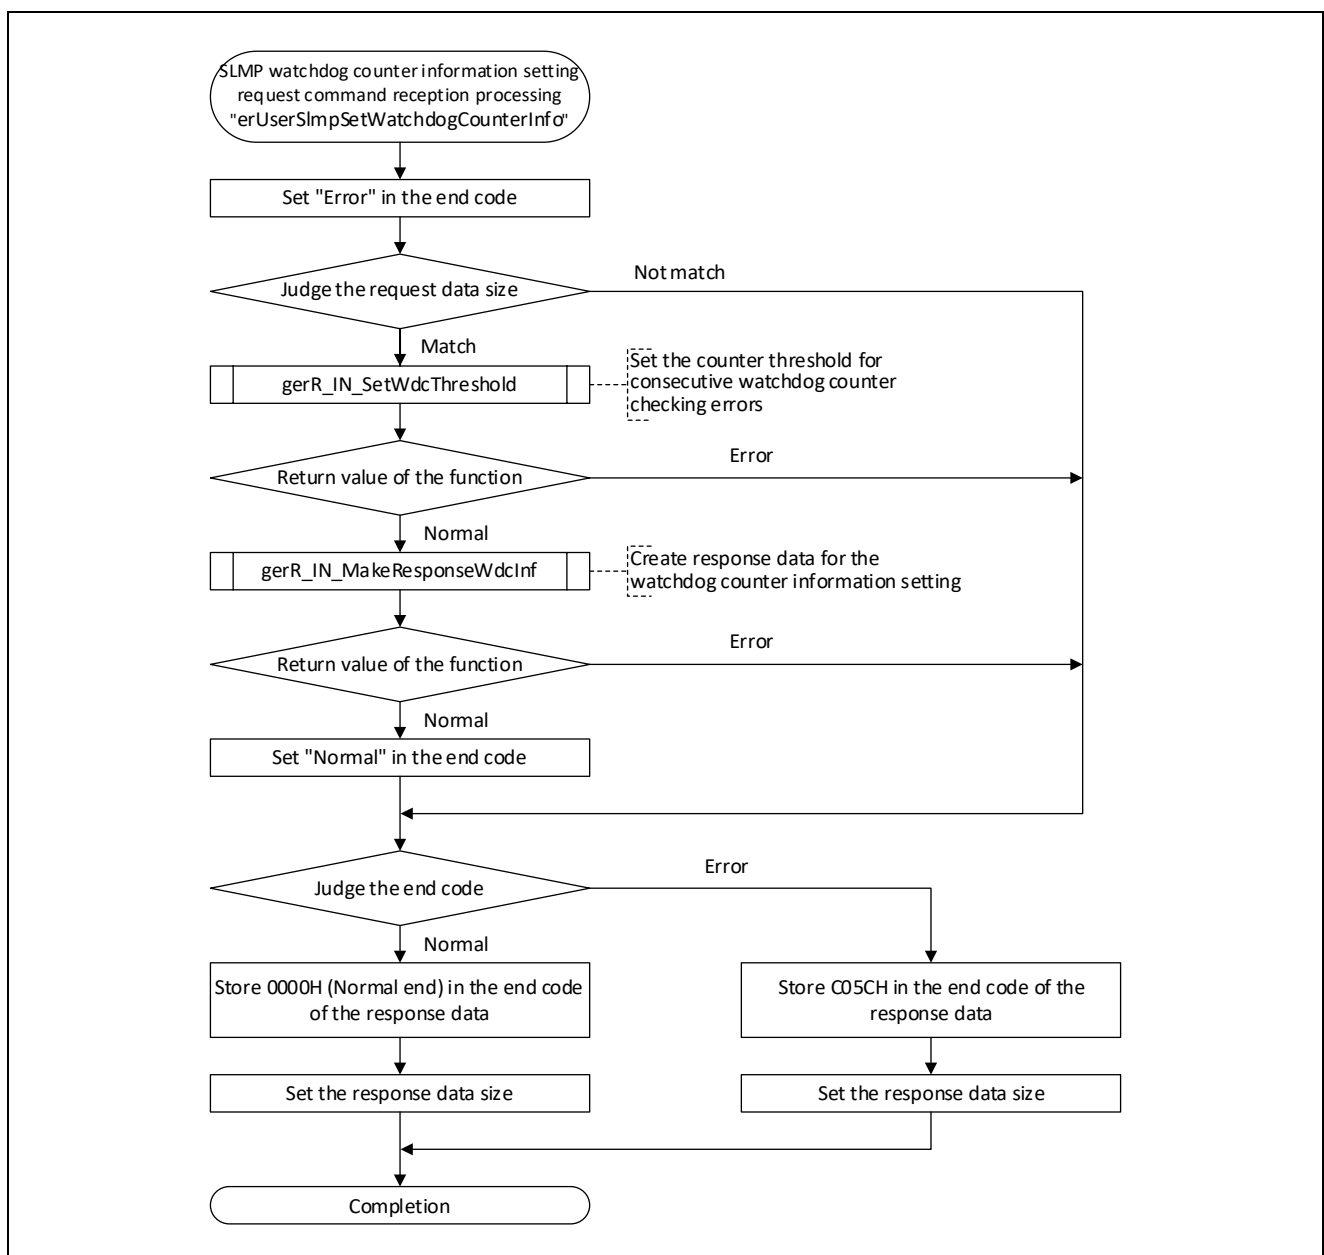 SLMP watchdog counter information setting
request command reception processing
"erUserSlmpSetWatchdogCounterInfo"
Set "Error" in the end code
Not match
Judge the request data size
Match
gerR_IN_SetWdcThreshold
Set the counter threshold for
consecutive watchdog counter
checking errors
Error
Return value of the function
Normal
gerR_IN_MakeResponseWdcInf
Create response data for the
watchdog counter information setting
Error
Return value of the function
Normal
Set "Normal" in the end code
Error
Judge the end code
Normal
Store 0000H (Normal end) in the end code
of the response data
Store C05CH in the end code of the
response data
Set the response data size
Set the response data size
Completion